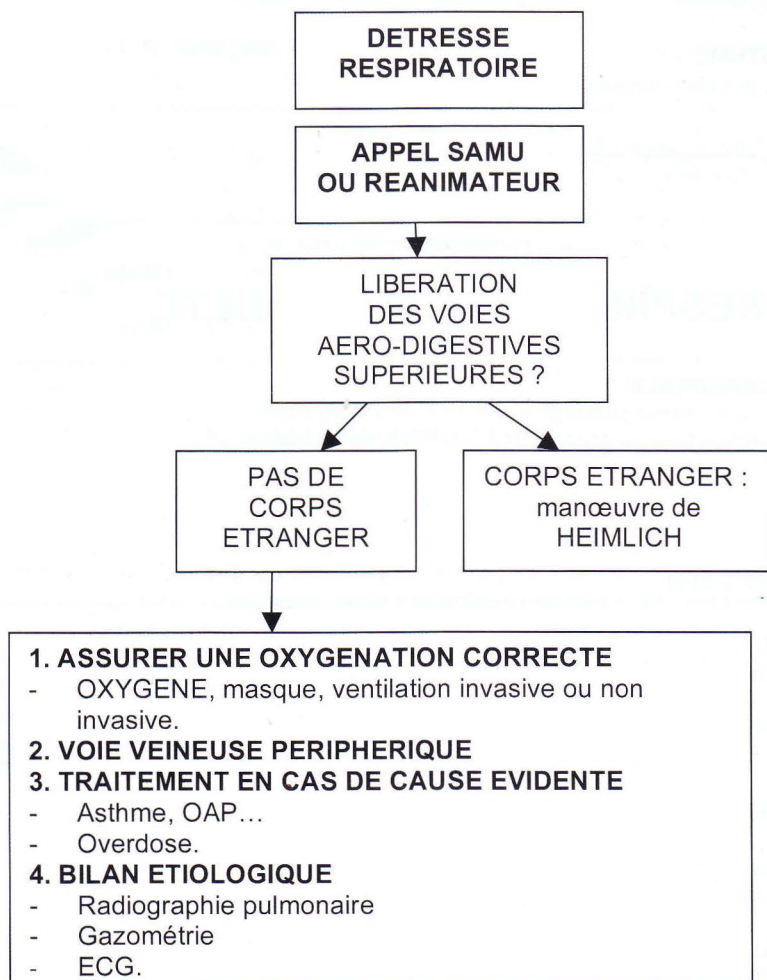 DETRESSE
RESPIRATOIRE
APPEL SAMU
OU REANIMATEUR
LIBERATION
DES VOIES
AERO-DIGESTIVES
SUPERIEURES ?
PAS DE
CORPS
ETRANGER
CORPS ETRANGER :
manœuvre de
HEIMLICH
1. ASSURER UNE OXYGENATION CORRECTE
- OXYGENE, masque, ventilation invasive ou non
invasive.
2. VOIE VEINEUSE PERIPHERIQUE
3. TRAITEMENT EN CAS DE CAUSE EVIDENTE
- Asthme, OAP...
- Overdose.
4. BILAN ETIOLOGIQUE
- Radiographie pulmonaire
- Gazométrie
- ECG.